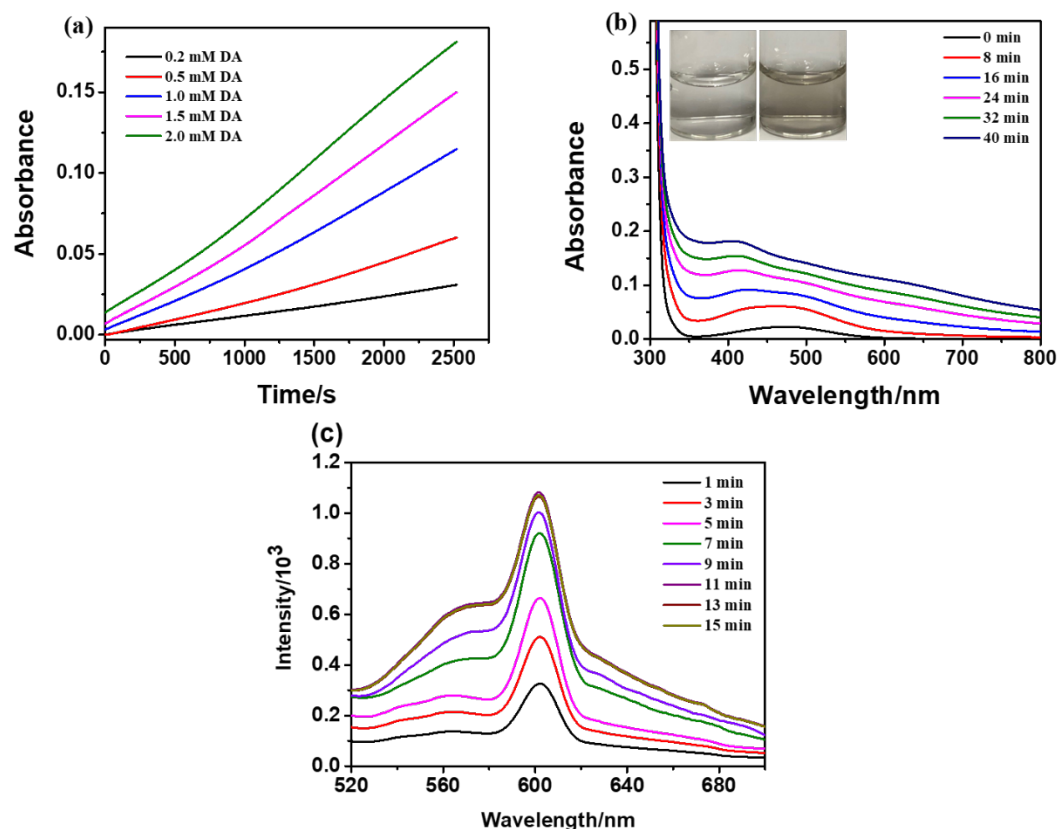 (a)
0.2 mM DA
0.5 mM DA
1.0 mM DA
1.5 mM DA
2.0 mM DA
0.15
0.10
0.05
0.00
0 500 1000 1500 2000 2500
Absorbance
Time/s
(b)
0 min
8 min
16 min
24 min
32 min
40 min
0.5
0.4
0.3
0.2
0.1
0.0
300 400 500 600 700 800
Absorbance
Wavelength/nm
(c)
1 min
3 min
5 min
7 min
9 min
11 min
13 min
15 min
1.2
1.0
0.8
0.6
0.4
0.2
0.0
520 560 600 640 680
Intensity/10³
Wavelength/nm